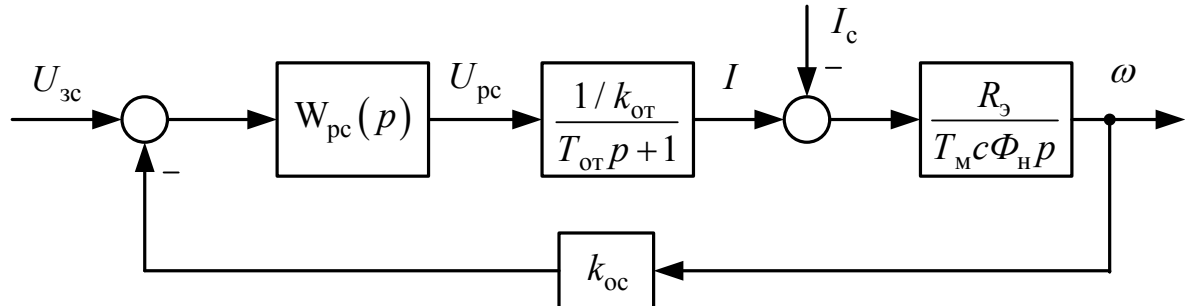 U_зс
−
W_рс(p)
U_рс
1 / k_от
T_от p + 1
I
I_с
−
R_э
T_м cΦ_н p
ω
k_ос